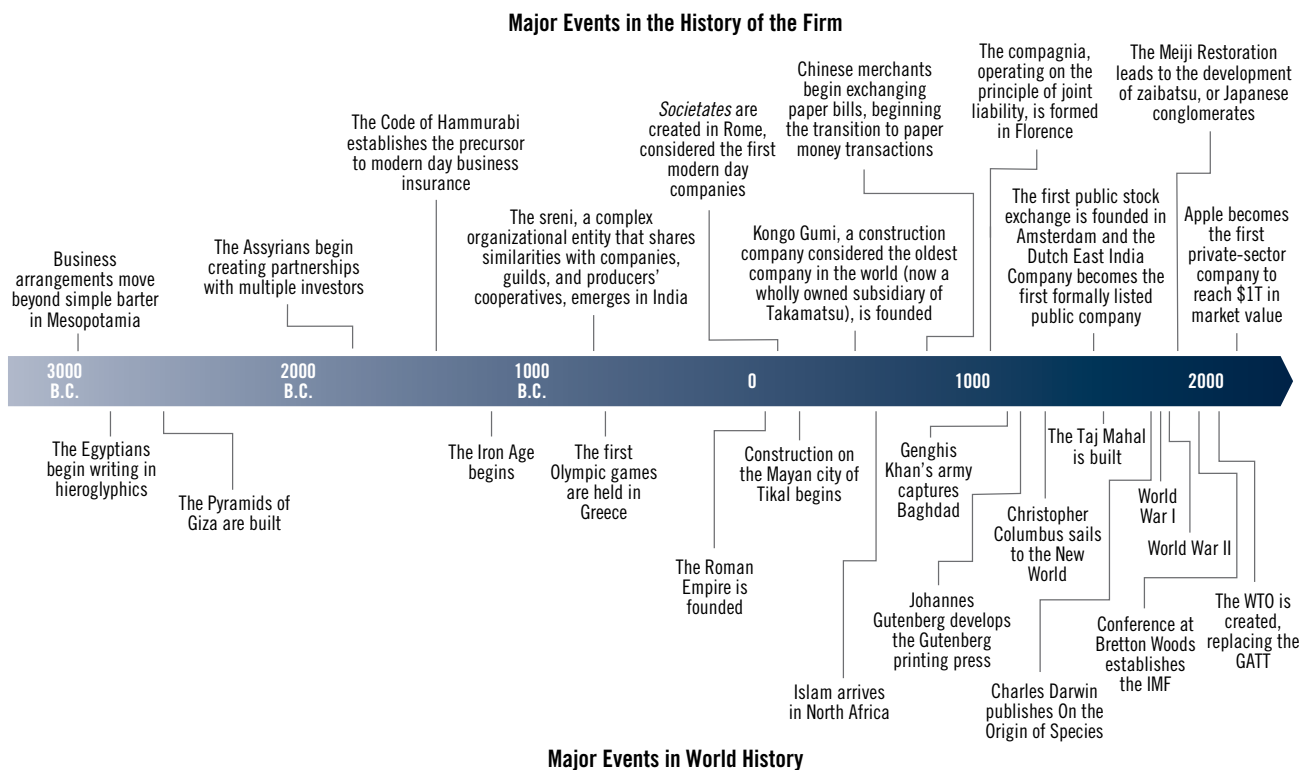 Major Events in the History of the Firm
Business
arrangements move
beyond simple barter
in Mesopotamia
The Assyrians begin
creating partnerships
with multiple investors
The Code of Hammurabi
establishes the precursor
to modern day business
insurance
The sreni, a complex
organizational entity that shares
similarities with companies,
guilds, and producers’
cooperatives, emerges in India
Societates are
created in Rome,
considered the first
modern day
companies
Kongo Gumi, a construction
company considered the oldest
company in the world (now a
wholly owned subsidiary of
Takamatsu), is founded
Chinese merchants
begin exchanging
paper bills, beginning
the transition to paper
money transactions
The compagnia,
operating on the
principle of joint
liability, is formed
in Florence
The first public stock
exchange is founded in
Amsterdam and the
Dutch East India
Company becomes the
first formally listed
public company
The Meiji Restoration
leads to the development
of zaibatsu, or Japanese
conglomerates
Apple becomes
the first
private-sector
company to
reach $1T in
market value
3000
B.C.
2000
B.C.
1000
B.C.
0
1000
2000
The Egyptians
begin writing in
hieroglyphics
The Pyramids of
Giza are built
The Iron Age
begins
The first
Olympic games
are held in
Greece
The Roman
Empire is
founded
Construction on
the Mayan city of
Tikal begins
Islam arrives
in North Africa
Genghis
Khan’s army
captures
Baghdad
Johannes
Gutenberg develops
the Gutenberg
printing press
Christopher
Columbus sails
to the New
World
The Taj Mahal
is built
Charles Darwin
publishes On the
Origin of Species
World
War I
World War II
Conference at
Bretton Woods
establishes
the IMF
The WTO is
created,
replacing the
GATT
Major Events in World History